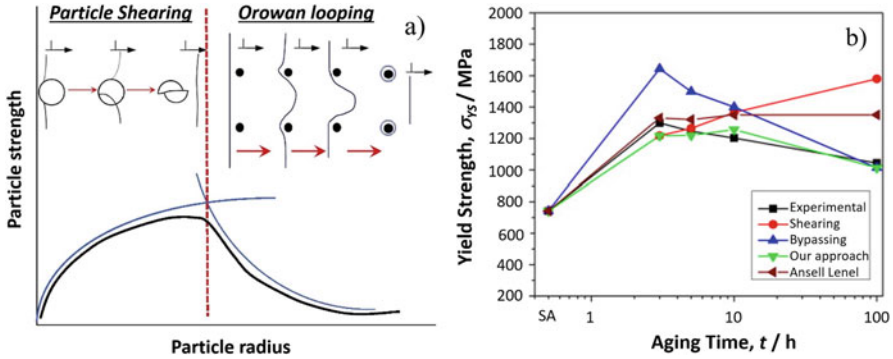 Particle Shearing
Orowan looping
a)
Particle strength
Particle radius
b)
Yield Strength, σys / MPa
1800
1600
1400
1200
1000
800
600
400
200
SA
1
10
100
Aging Time, t / h
Experimental
Shearing
Bypassing
Our approach
Ansell Lenel